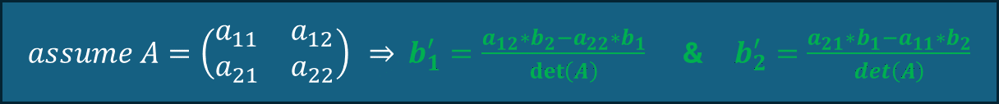 assume A = (a₁₁ a₁₂ a₂₁ a₂₂) ⇒ b′₁ = (a₁₂*b₂−a₂₂*b₁)/det(A) & b′₂ = (a₂₁*b₁−a₁₁*b₂)/det(A)